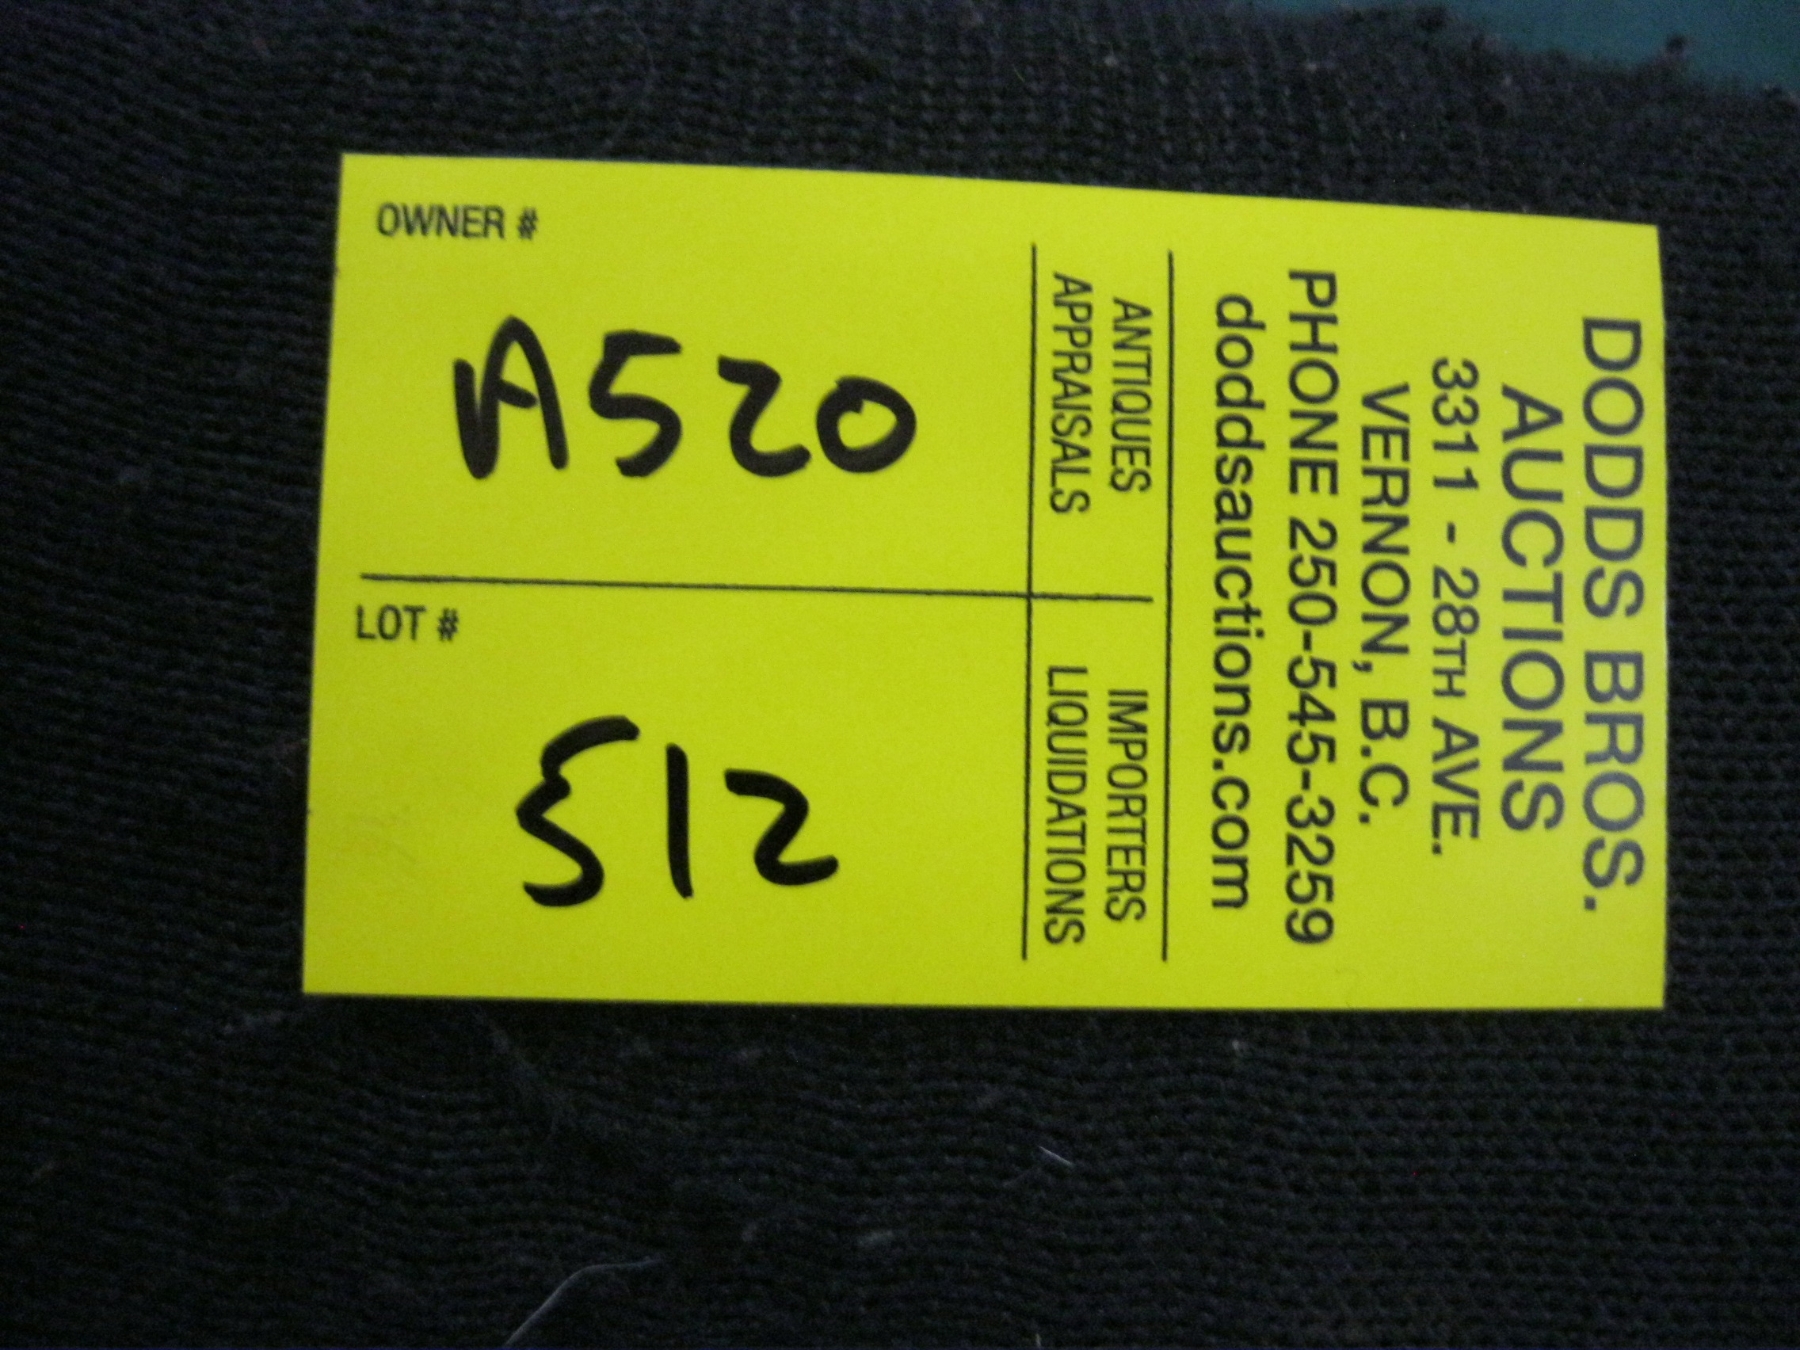 OWNER #
A520
LOT #
512
ANTIQUES
APPRAISALS
IMPORTERS
LIQUIDATIONS
DODDS BROS.
AUCTIONS
3311 - 28TH AVE.
VERNON, B.C.
PHONE 250-545-3259
doddsauctions.com